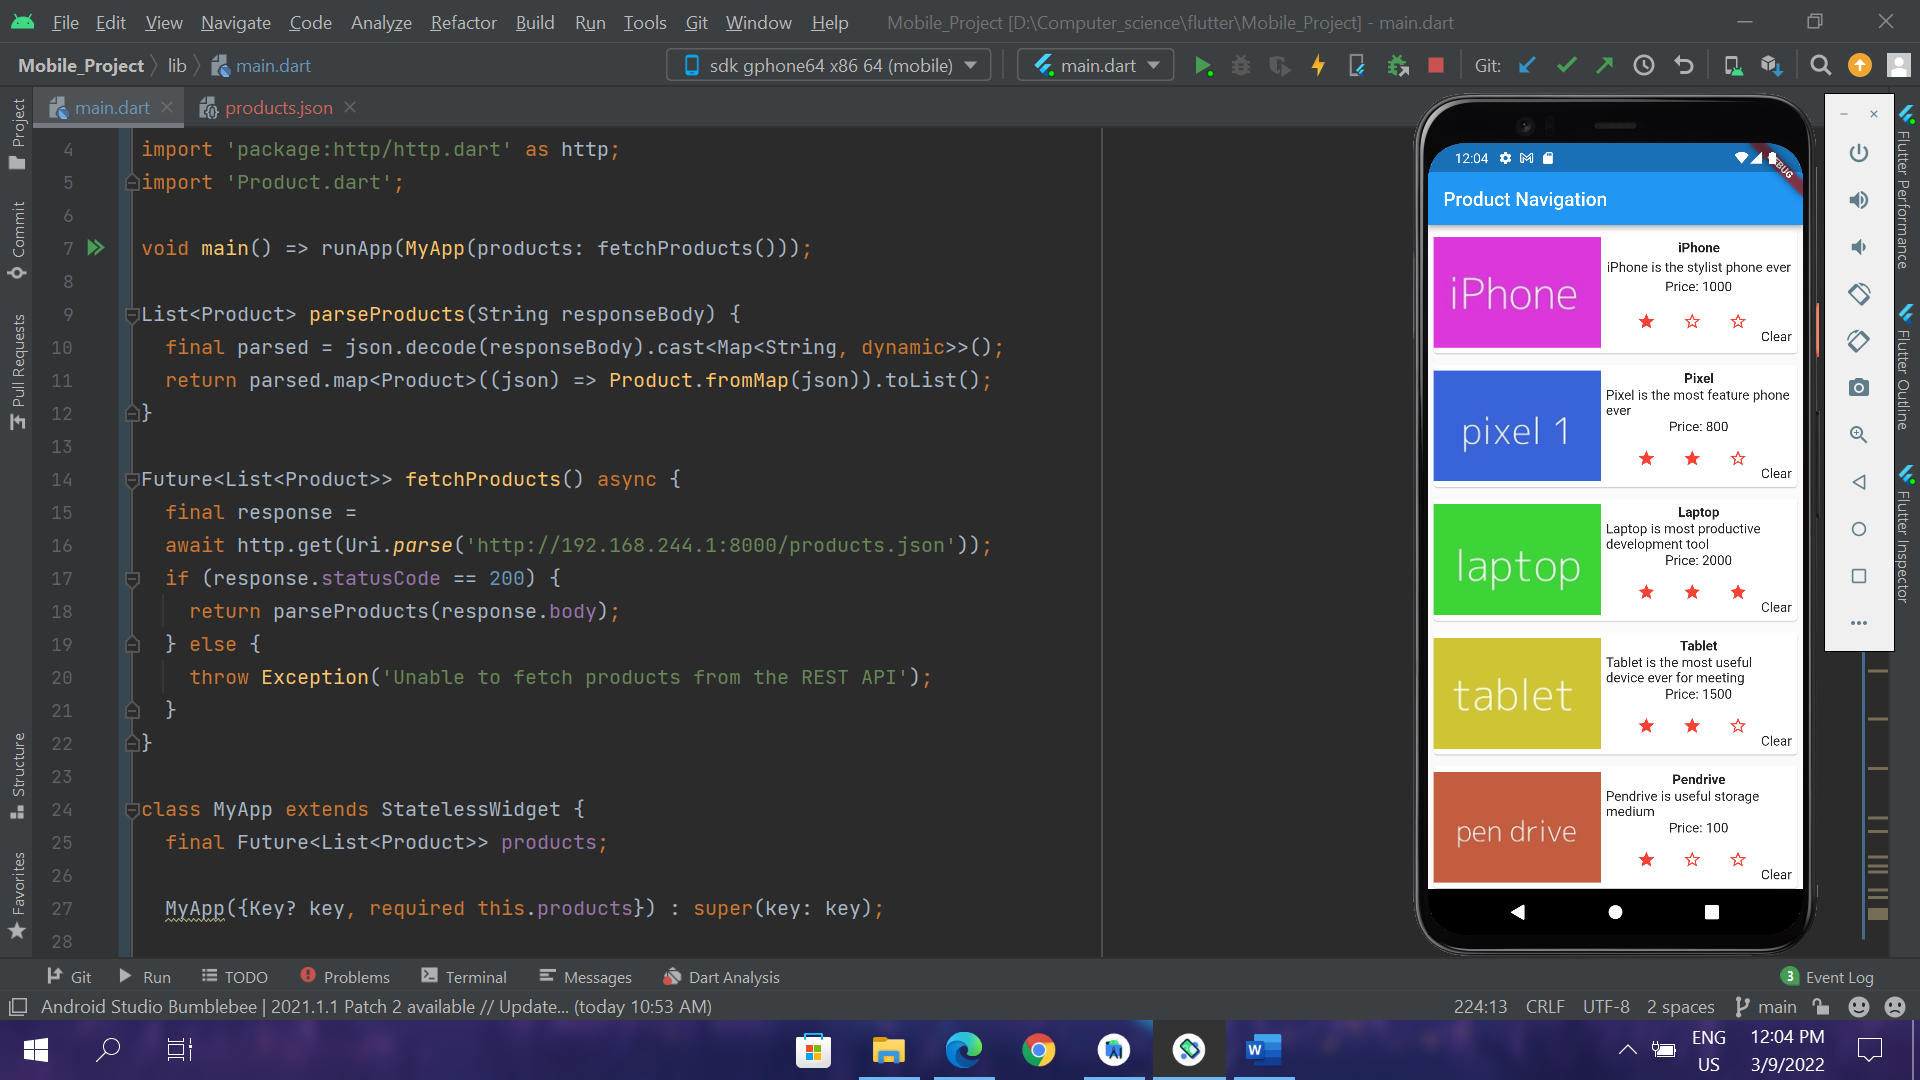 File Edit View Navigate Code Analyze Refactor Build Run Tools Git Window Help Mobile_Project [D:\Computer_science\flutter\Mobile_Project] - main.dart
Mobile_Project lib main.dart sdk gphone64 x86 64 (mobile) main.dart Git:
main.dart products.json
Project
Commit
Pull Requests
Structure
Favorites
4 import 'package:http/http.dart' as http;
5 import 'Product.dart';
6
7 void main() => runApp(MyApp(products: fetchProducts()));
8
9 List<Product> parseProducts(String responseBody) {
10 final parsed = json.decode(responseBody).cast<Map<String, dynamic>>();
11 return parsed.map<Product>((json) => Product.fromMap(json)).toList();
12 }
13
14 Future<List<Product>> fetchProducts() async {
15 final response =
16 await http.get(Uri.parse('http://192.168.244.1:8000/products.json'));
17 if (response.statusCode == 200) {
18 return parseProducts(response.body);
19 } else {
20 throw Exception('Unable to fetch products from the REST API');
21 }
22 }
23
24 class MyApp extends StatelessWidget {
25 final Future<List<Product>> products;
26
27 MyApp({Key? key, required this.products}) : super(key: key);
28
12:04
Product Navigation
iPhone
iPhone
iPhone is the stylist phone ever
Price: 1000
Clear
pixel 1
Pixel
Pixel is the most feature phone
ever
Price: 800
Clear
laptop
Laptop
Laptop is most productive
development tool
Price: 2000
Clear
tablet
Tablet
Tablet is the most useful
device ever for meeting
Price: 1500
Clear
pen drive
Pendrive
Pendrive is useful storage
medium
Price: 100
Clear
Flutter Performance
Flutter Outline
Flutter Inspector
Git Run TODO Problems Terminal Messages Dart Analysis 3 Event Log
Android Studio Bumblebee | 2021.1.1 Patch 2 available // Update... (today 10:53 AM) 224:13 CRLF UTF-8 2 spaces main
ENG
US
12:04 PM
3/9/2022